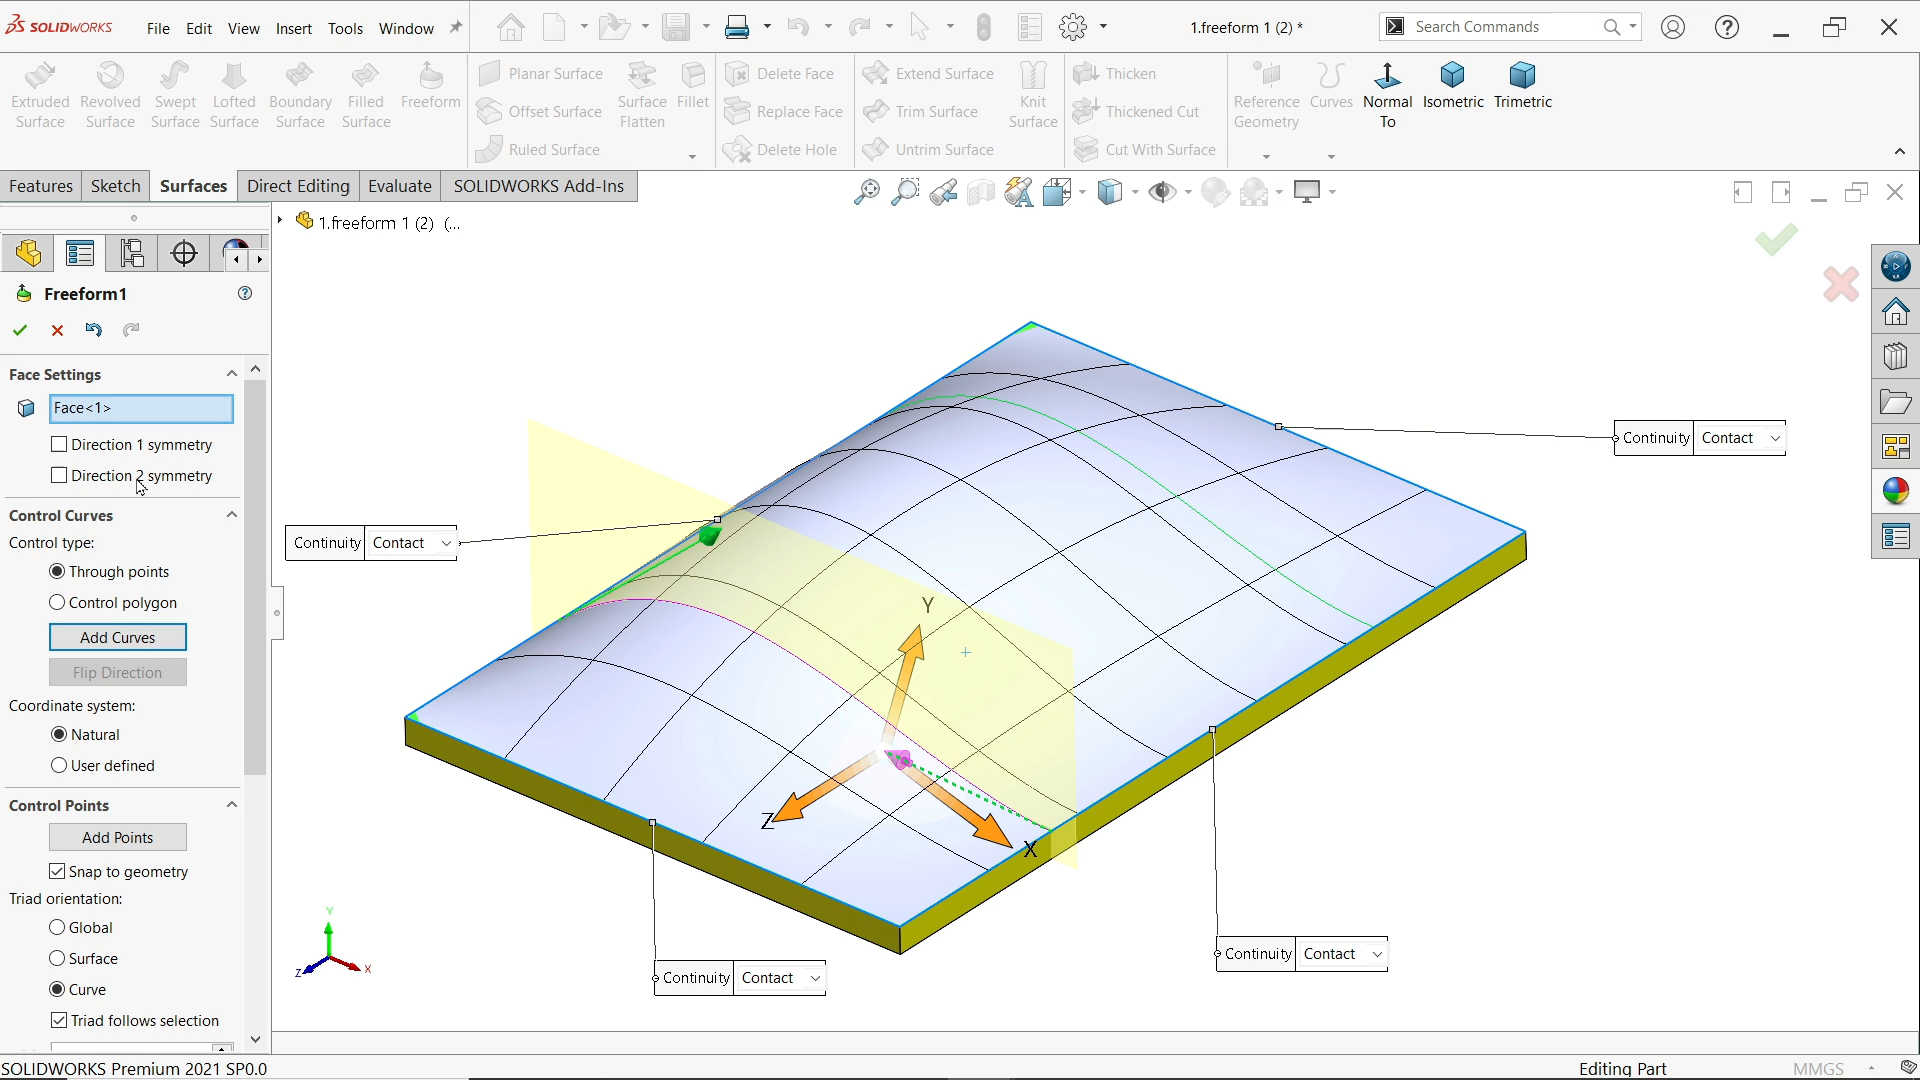 SOLIDWORKS File Edit View Insert Tools Window 1.freeform 1 (2) * Search Commands
Extruded Surface
Revolved Surface
Swept Surface
Lofted Surface
Boundary Surface
Filled Surface
Freeform
Planar Surface
Offset Surface
Ruled Surface
Surface Flatten
Fillet
Delete Face
Replace Face
Delete Hole
Extend Surface
Trim Surface
Untrim Surface
Knit Surface
Thicken
Thickened Cut
Cut With Surface
Reference Geometry
Curves
Normal To
Isometric
Trimetric
Features Sketch Surfaces Direct Editing Evaluate SOLIDWORKS Add-Ins
1.freeform 1 (2) (...
Freeform1
Face Settings
Face<1>
Direction 1 symmetry
Direction 2 symmetry
Control Curves
Control type:
Through points
Control polygon
Add Curves
Flip Direction
Coordinate system:
Natural
User defined
Control Points
Add Points
Snap to geometry
Triad orientation:
Global
Surface
Curve
Triad follows selection
Continuity Contact
Continuity Contact
Continuity Contact
Continuity Contact
Y
Z
X
Y
Z
X
SOLIDWORKS Premium 2021 SP0.0 Editing Part MMGS